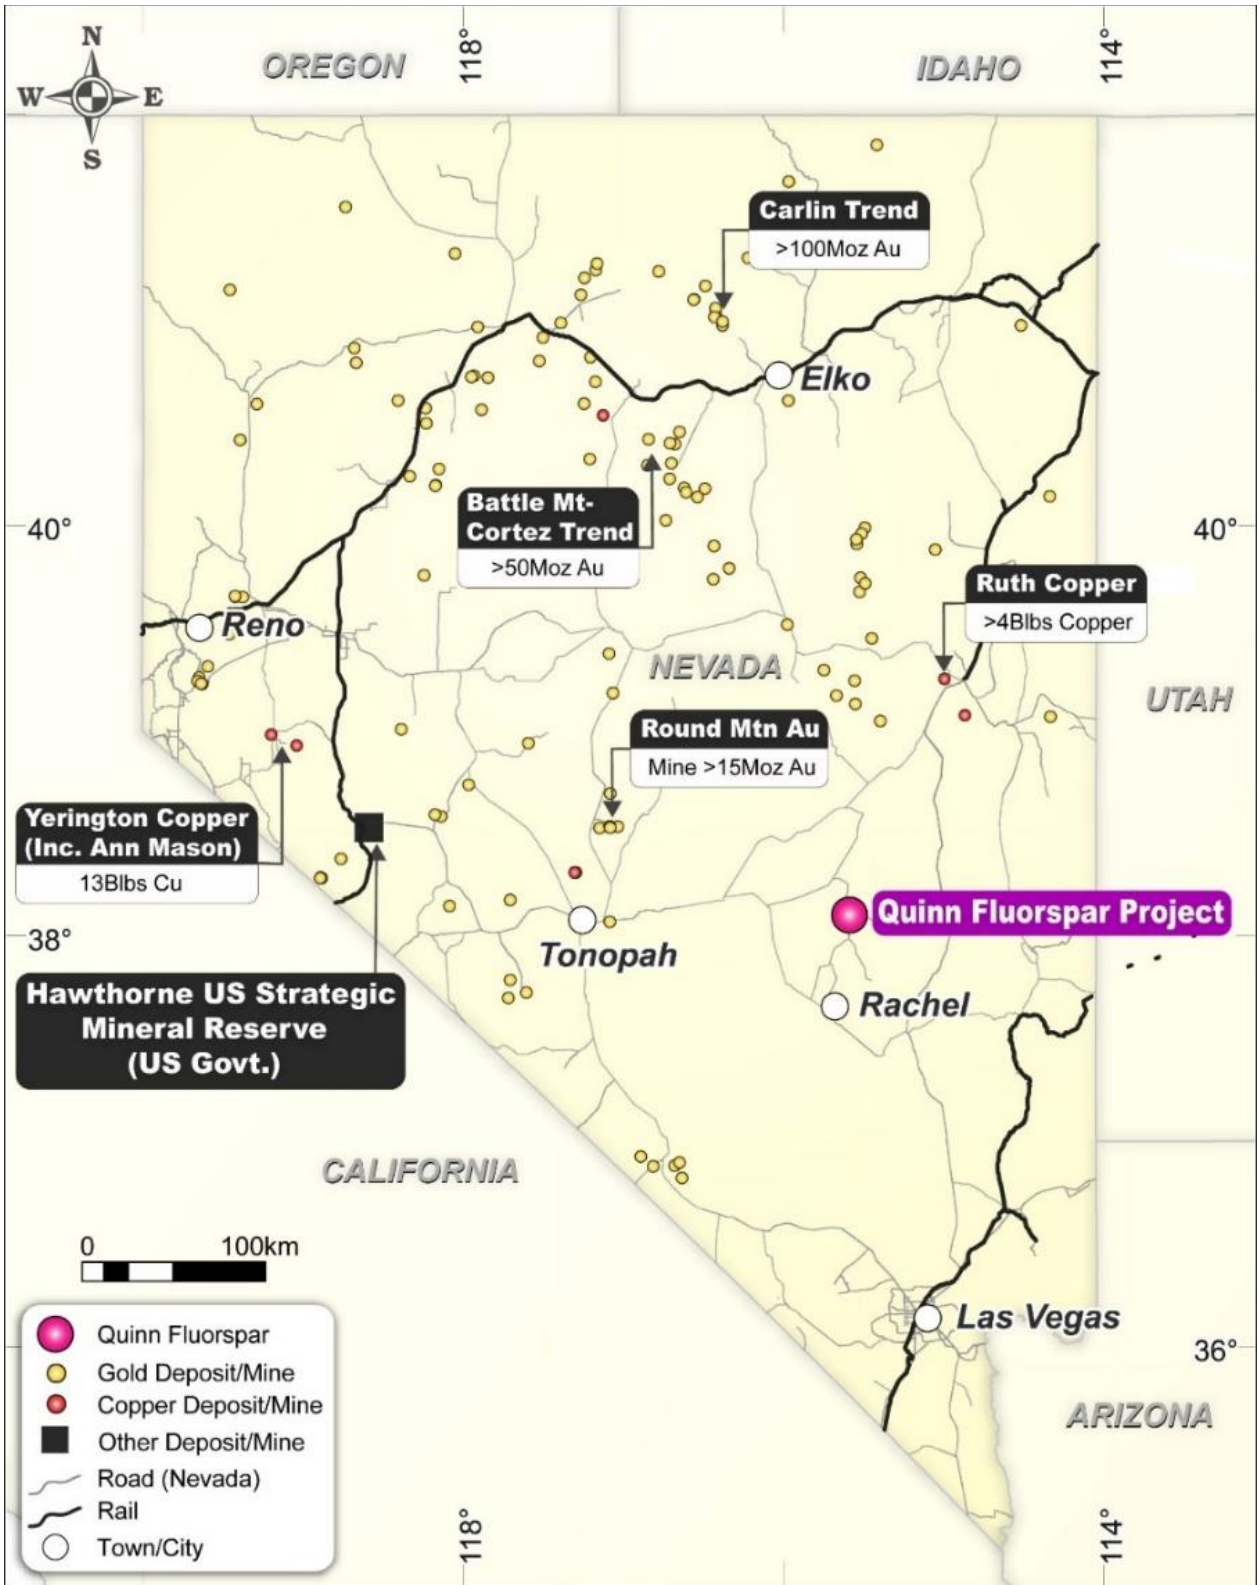 N
W E
S
OREGON
118°
IDAHO
114°
Carlin Trend
>100Moz Au
Elko
Battle Mt-
Cortez Trend
>50Moz Au
40°
40°
Ruth Copper
>4Blbs Copper
Reno
NEVADA
UTAH
Round Mtn Au
Mine >15Moz Au
Yerington Copper
(Inc. Ann Mason)
13Blbs Cu
Quinn Fluorspar Project
38°
Tonopah
Hawthorne US Strategic
Mineral Reserve
(US Govt.)
Rachel
CALIFORNIA
0 100km
Las Vegas
36°
ARIZONA
Quinn Fluorspar
Gold Deposit/Mine
Copper Deposit/Mine
Other Deposit/Mine
Road (Nevada)
Rail
Town/City
118°
114°